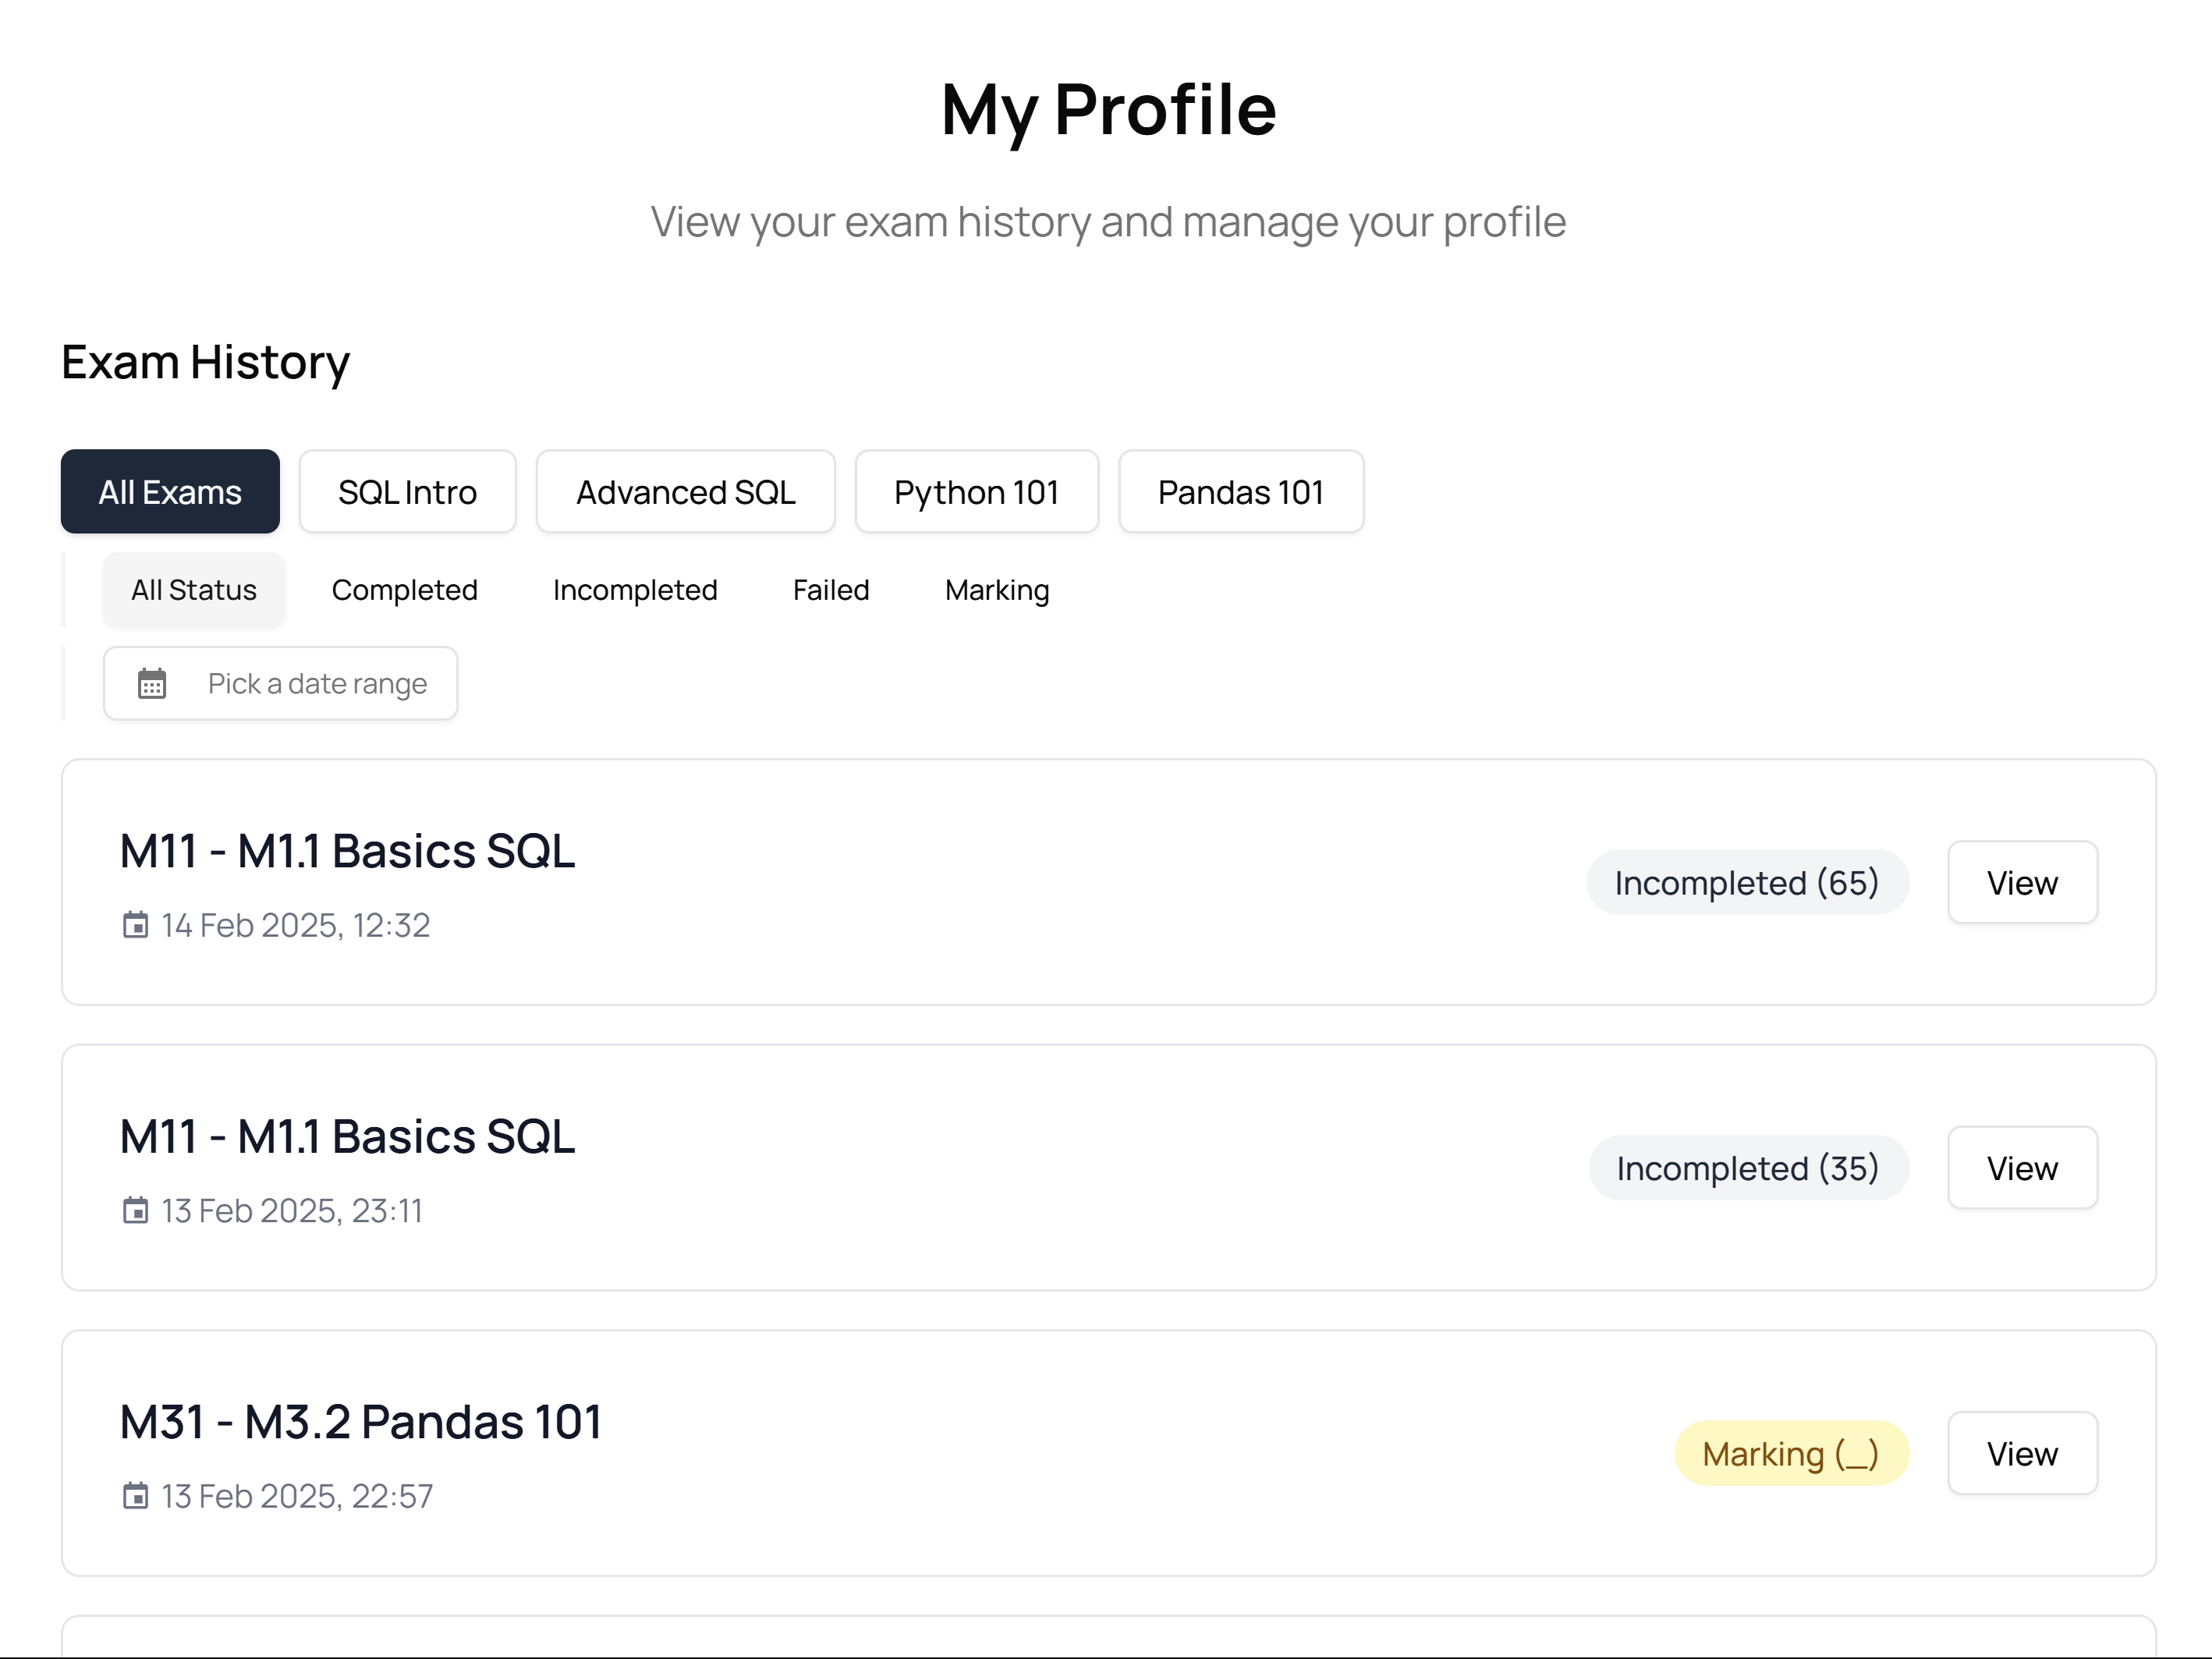 My Profile
View your exam history and manage your profile
Exam History
All Exams SQL Intro Advanced SQL Python 101 Pandas 101
All Status Completed Incompleted Failed Marking
Pick a date range
M11 - M1.1 Basics SQL
14 Feb 2025, 12:32
Incompleted (65) View
M11 - M1.1 Basics SQL
13 Feb 2025, 23:11
Incompleted (35) View
M31 - M3.2 Pandas 101
13 Feb 2025, 22:57
Marking (_) View